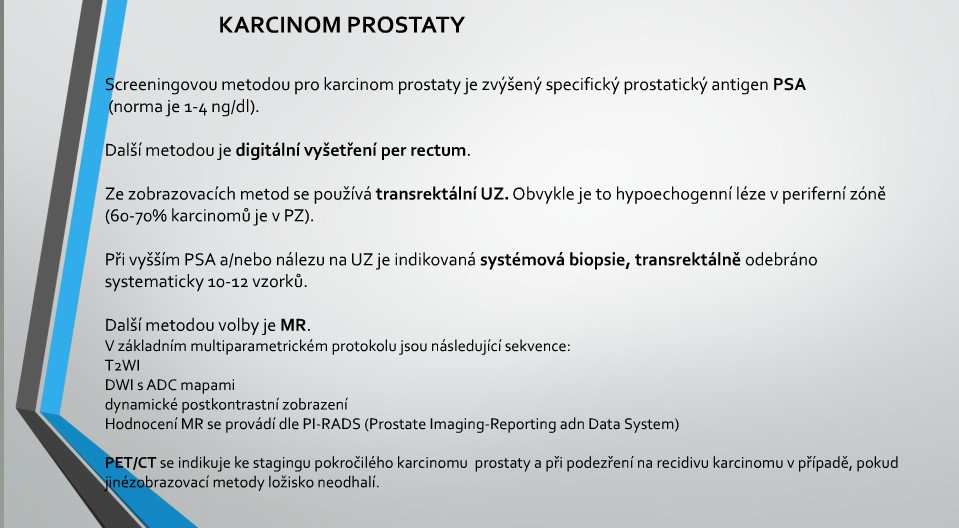 KARCINOM PROSTATY
Screeningovou metodou pro karcinom prostaty je zvýšený specifický prostatický antigen PSA
(norma je 1-4 ng/dl).
Další metodou je digitální vyšetření per rectum.
Ze zobrazovacích metod se používá transrektální UZ. Obvykle je to hypoechogenní léze v periferní zóně
(60-70% karcinomů je v PZ).
Při vyšším PSA a/nebo nálezu na UZ je indikovaná systémová biopsie, transrektálně odebráno
systematicky 10-12 vzorků.
Další metodou volby je MR.
V základním multiparametrickém protokolu jsou následující sekvence:
T2WI
DWI s ADC mapami
dynamické postkontrastní zobrazení
Hodnocení MR se provádí dle PI-RADS (Prostate Imaging-Reporting adn Data System)
PET/CT se indikuje ke stagingu pokročilého karcinomu prostaty a při podezření na recidivu karcinomu v případě, pokud
jinézobrazovací metody ložisko neodhalí.